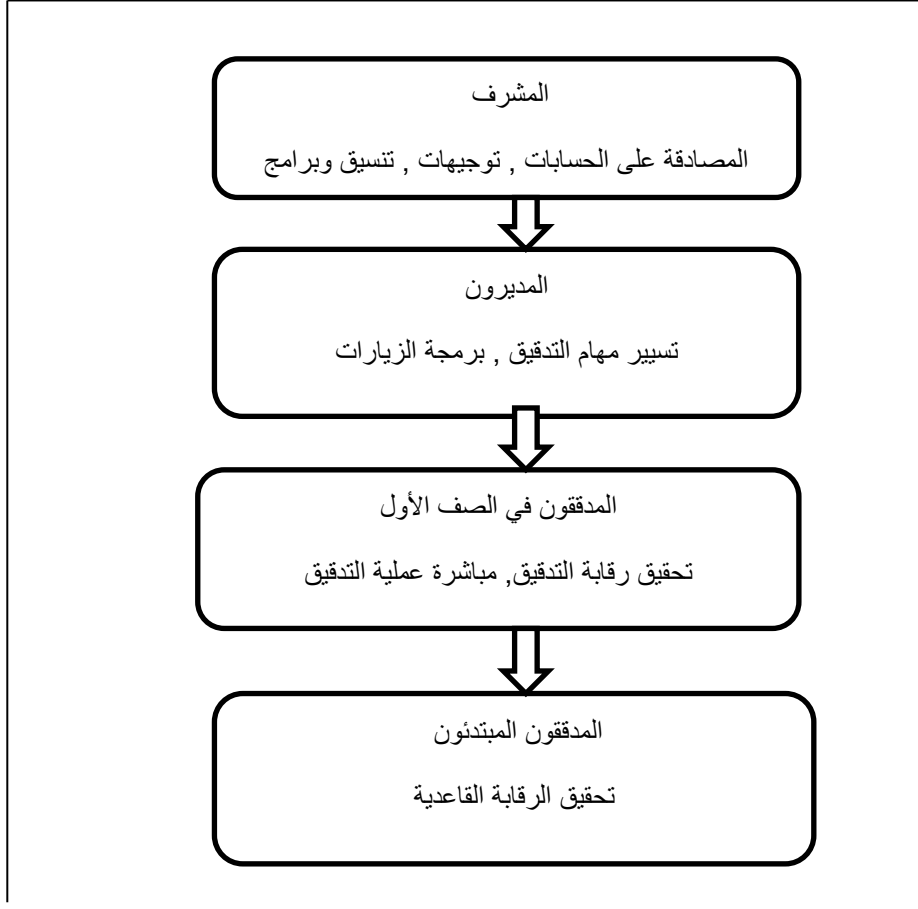 المشرف
المصادقة على الحسابات , توجيهات , تنسيق وبرامج
المديرون
تسيير مهام التدقيق , برمجة الزيارات
المدققون في الصف الأول
تحقيق رقابة التدقيق, مباشرة عملية التدقيق
المدققون المبتدئون
تحقيق الرقابة القاعدية